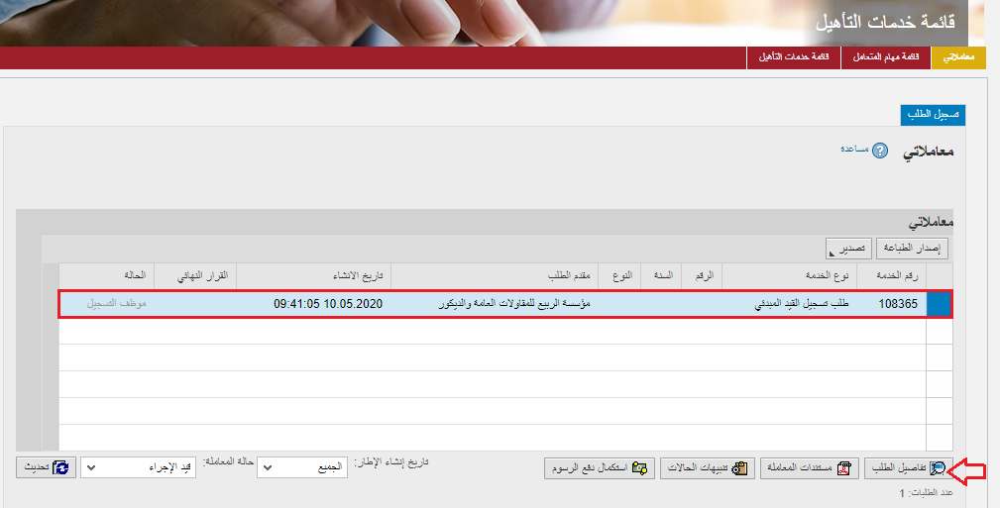 قائمة خدمات التأهيل
معاملاتي قائمة مهام المتعامل قائمة خدمات التأهيل
تسجيل الطلب
معاملاتي ? مساعدة
معاملاتي
إصدار الطباعة تصدير
رقم الخدمة نوع الخدمة الرقم السنة النوع مقدم الطلب تاريخ الانشاء القرار النهائي الحالة
108365 طلب تسجيل القيد المبدئي مؤسسة الربيع للمقاولات العامة والديكور 10.05.2020 09:41:05 موظف التسجيل
تفاصيل الطلب مستندات المعاملة تنبيهات الحالات استكمال دفع الرسوم تاريخ إنشاء الإطار: الجميع حالة المعاملة: قيد الإجراء تحديث
عدد الطلبات: 1